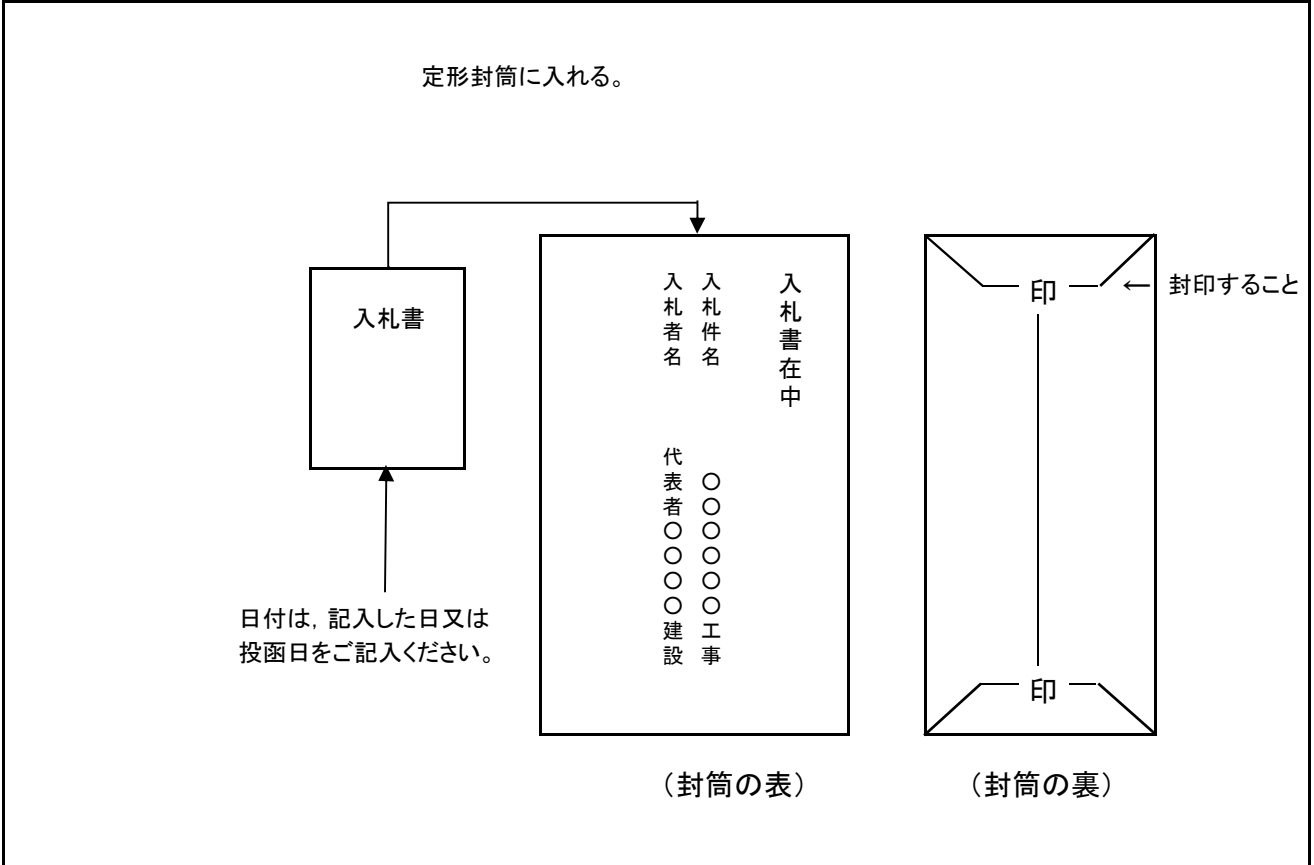 定形封筒に入れる。
入札書
日付は，記入した日又は
投函日をご記入ください。
入札書在中
入札件名　　　　〇〇〇〇〇〇工事
入札者名　　　代表者〇〇〇〇建設
（封筒の表）
印
← 封印すること
印
（封筒の裏）